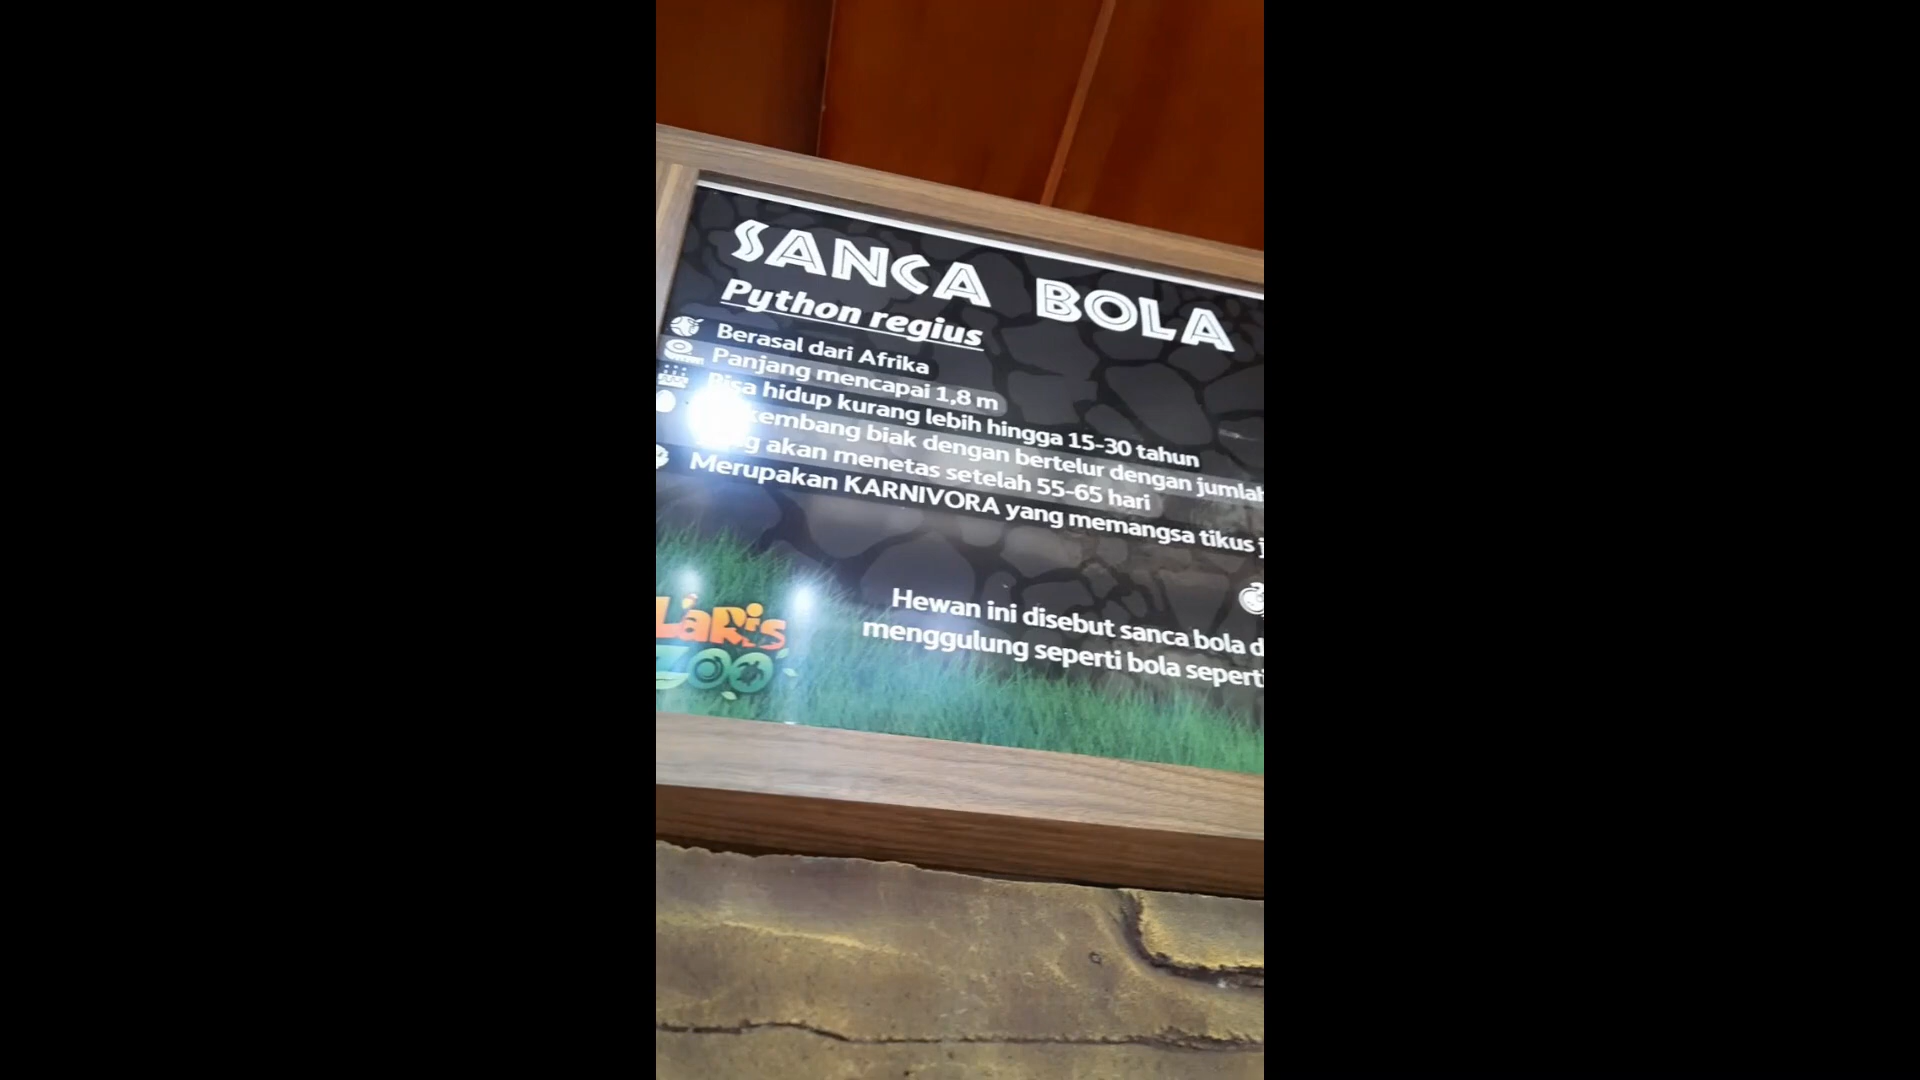 SANCA BOLA
Python regius
Berasal dari Afrika
Panjang mencapai 1,8 m
Bisa hidup kurang lebih hingga 15-30 tahun
biak dengan bertelur dengan jumlah
akan menetas setelah 55-65 hari
Merupakan KARNIVORA yang memangsa tikus
Hewan ini disebut sanca bola
menggulung seperti bola seperti
LaRis
ZOO